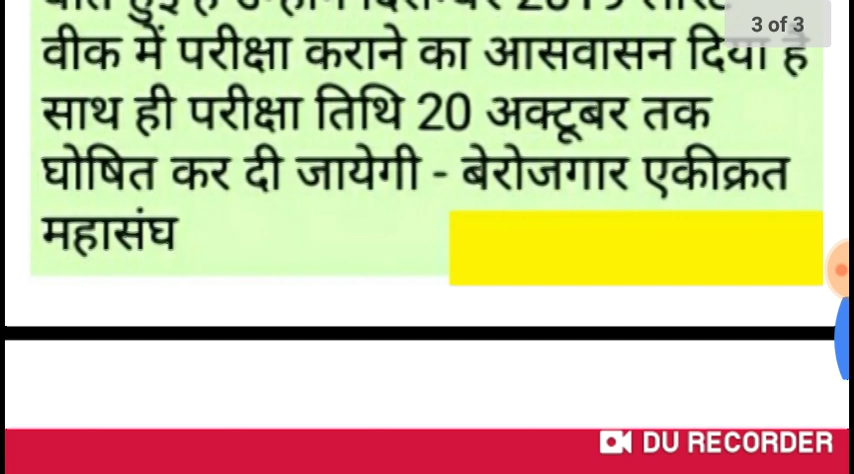 3 of 3
वीक में परीक्षा कराने का आसवासन दिया है
साथ ही परीक्षा तिथि 20 अक्टूबर तक
घोषित कर दी जायेगी - बेरोजगार एकीक्रत
महासंघ
DU RECORDER